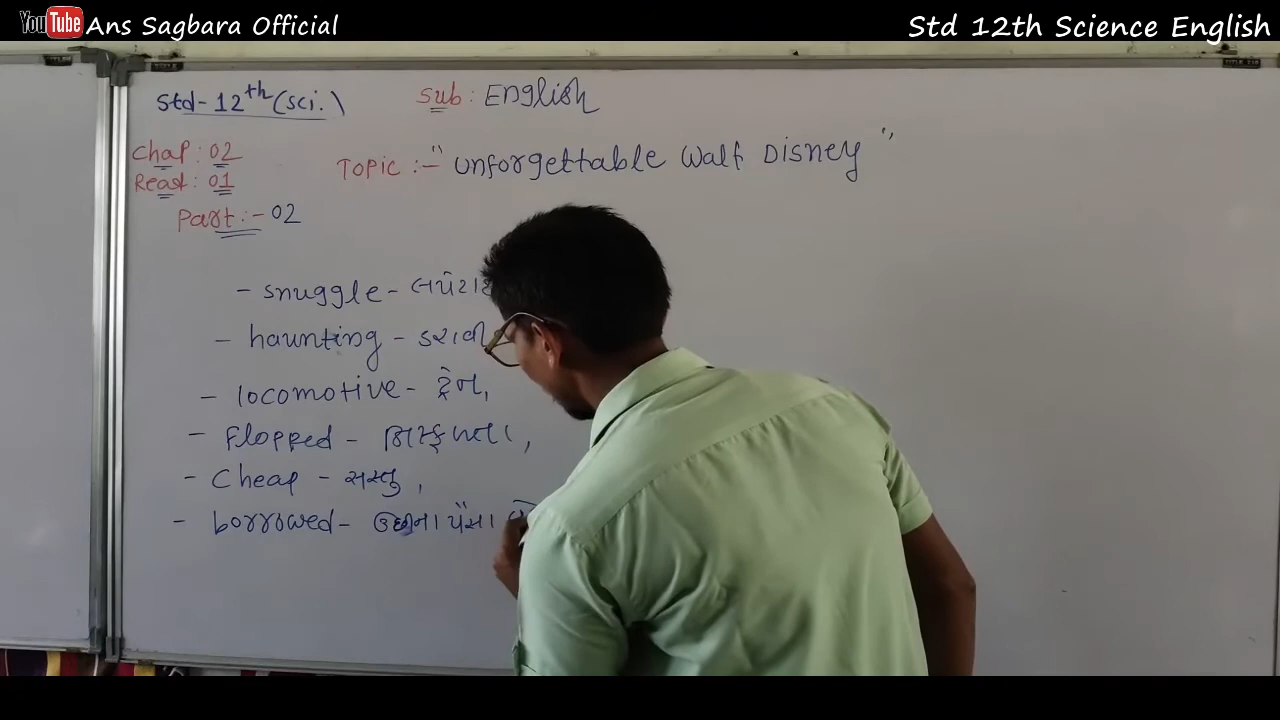 YouTube Ans Sagbara Official
Std 12th Science English
Std-12th (sci.)
Sub: English
Chap: 02
Read: 01
Topic :- "Unforgettable Walt Disney"
Part:- 02
- snuggle -
- haunting -
- locomotive - ટ્રેન,
- Flopped -
- Cheap - સસ્તુ,
- borrowed - ઉછીના પૈસા